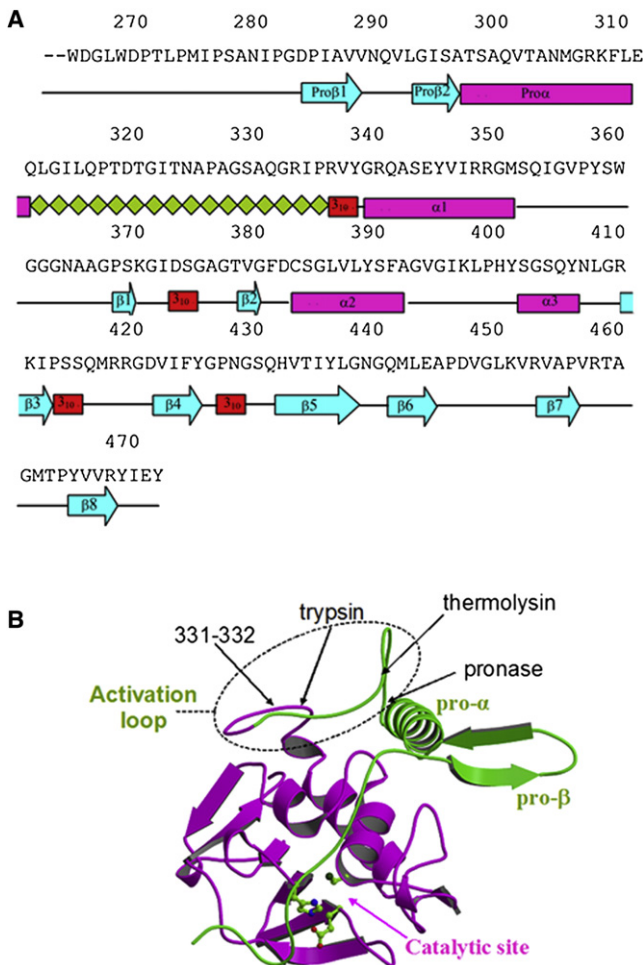 A
270 280 290 300 310
--WDGLWDPTLPMIPSANIPGDPIAVVNQVLGISATSAQVTANMGRKFLE
Proβ1 Proβ2 Proα
320 330 340 350 360
QLGILQPTDTGITNAPAGSAQGRIPRVYGRQASEYVIRRGMSQIGVPYSW
3₁₀ α1
370 380 390 400 410
GGGNAAGPSKGIDSGAGTVGFDCSGLVLYSFAGVGIKLPHYSGSQYNLGR
β1 3₁₀ β2 α2 α3
420 430 440 450 460
KIPSSQMRRGDVIFYGPNGSQHVTIYLGNGQMLEAPDVGLKVRVAPVRTA
β3 3₁₀ β4 3₁₀ β5 β6 β7
470
GMTPYVVRYIEY
β8
B
trypsin
thermolysin
331-332
pronase
Activation
loop
pro-α
pro-β
Catalytic site